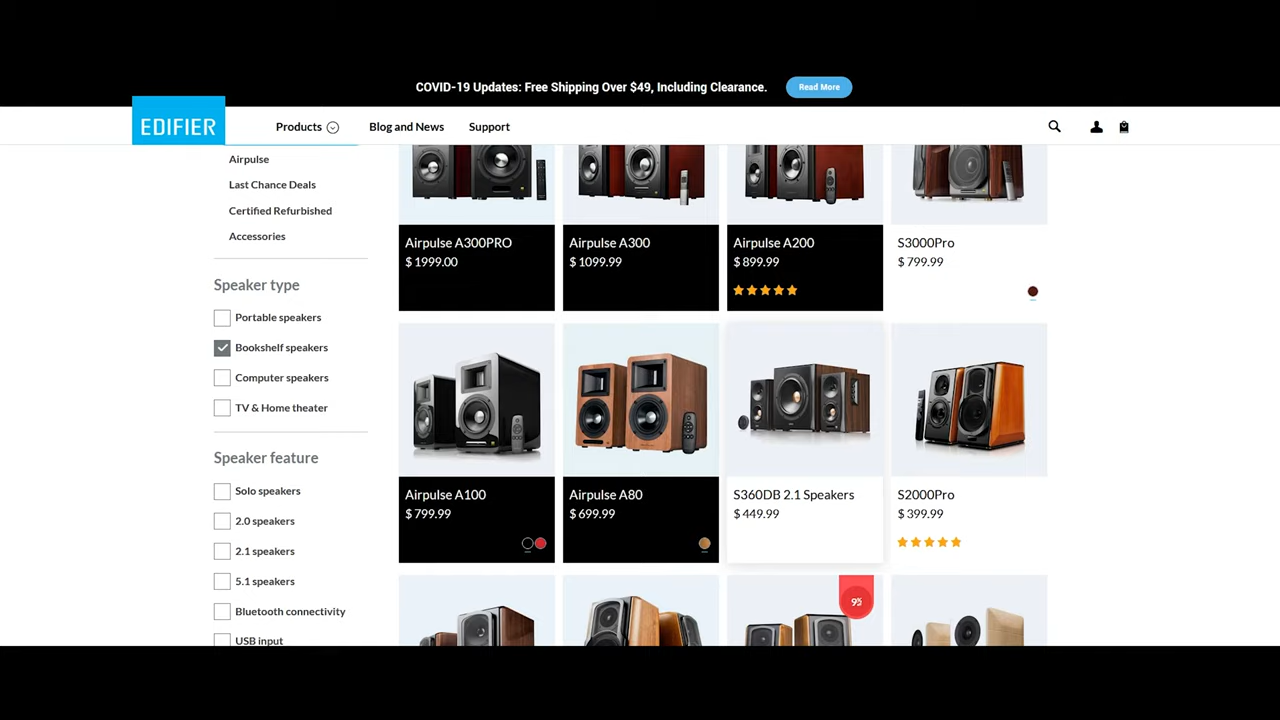 COVID-19 Updates: Free Shipping Over $49, Including Clearance. Read More
EDIFIER
Products Blog and News Support
Airpulse
Last Chance Deals
Certified Refurbished
Accessories
Speaker type
Portable speakers
Bookshelf speakers
Computer speakers
TV & Home theater
Speaker feature
Solo speakers
2.0 speakers
2.1 speakers
5.1 speakers
Bluetooth connectivity
USB input
Airpulse A300PRO
$ 1999.00
Airpulse A300
$ 1099.99
Airpulse A200
$ 899.99
S3000Pro
$ 799.99
Airpulse A100
$ 799.99
Airpulse A80
$ 699.99
S360DB 2.1 Speakers
$ 449.99
S2000Pro
$ 399.99